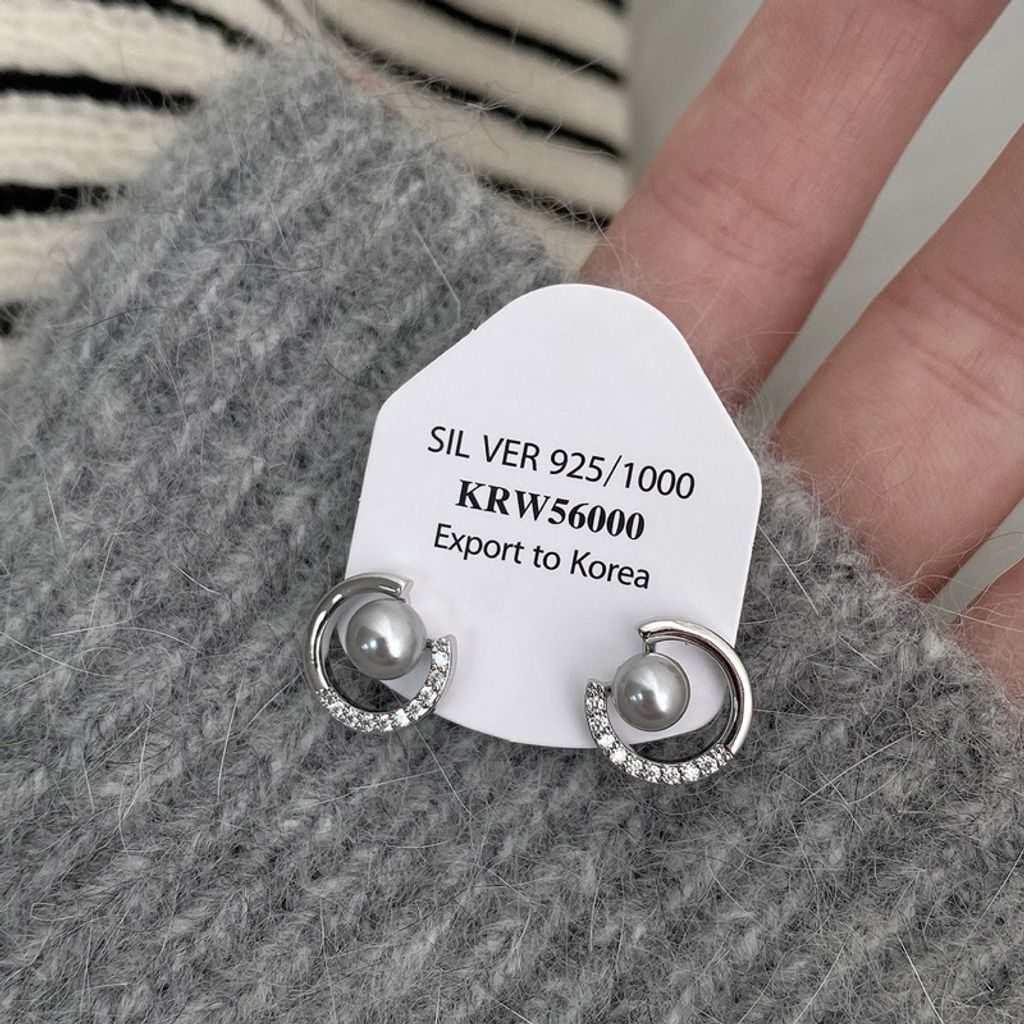 SIL VER 925/1000
KRW56000
Export to Korea